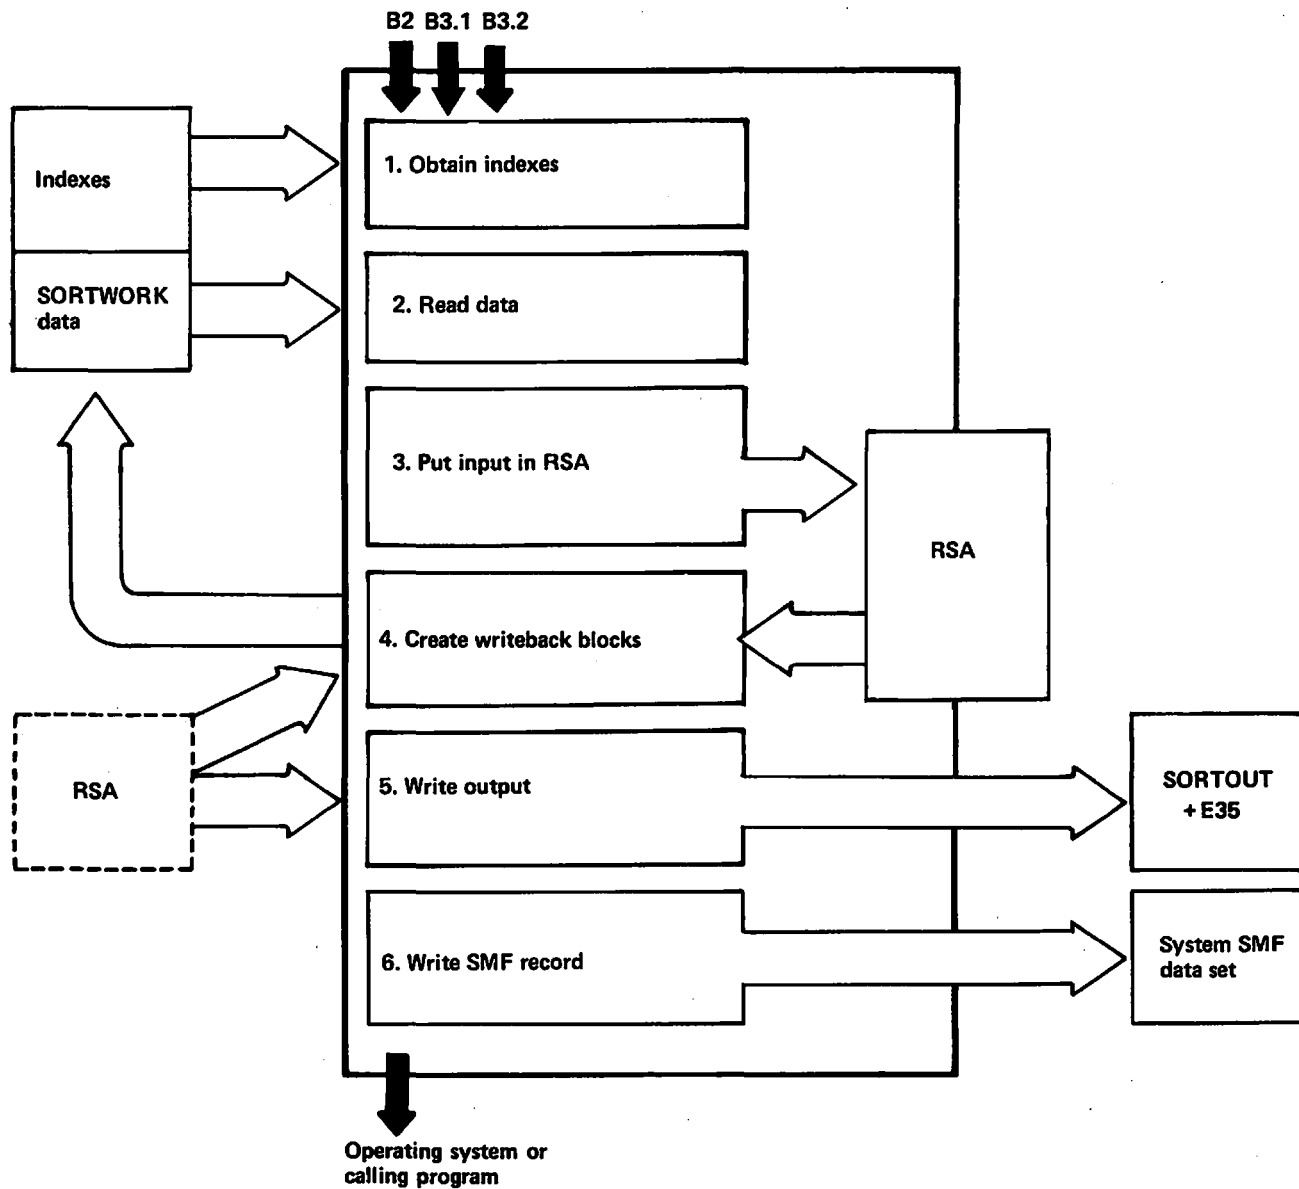 B2 B3.1 B3.2
Indexes
SORTWORK
data
1. Obtain indexes
2. Read data
3. Put input in RSA
RSA
4. Create writeback blocks
RSA
5. Write output
SORTOUT
+ E35
6. Write SMF record
System SMF
data set
Operating system or
calling program